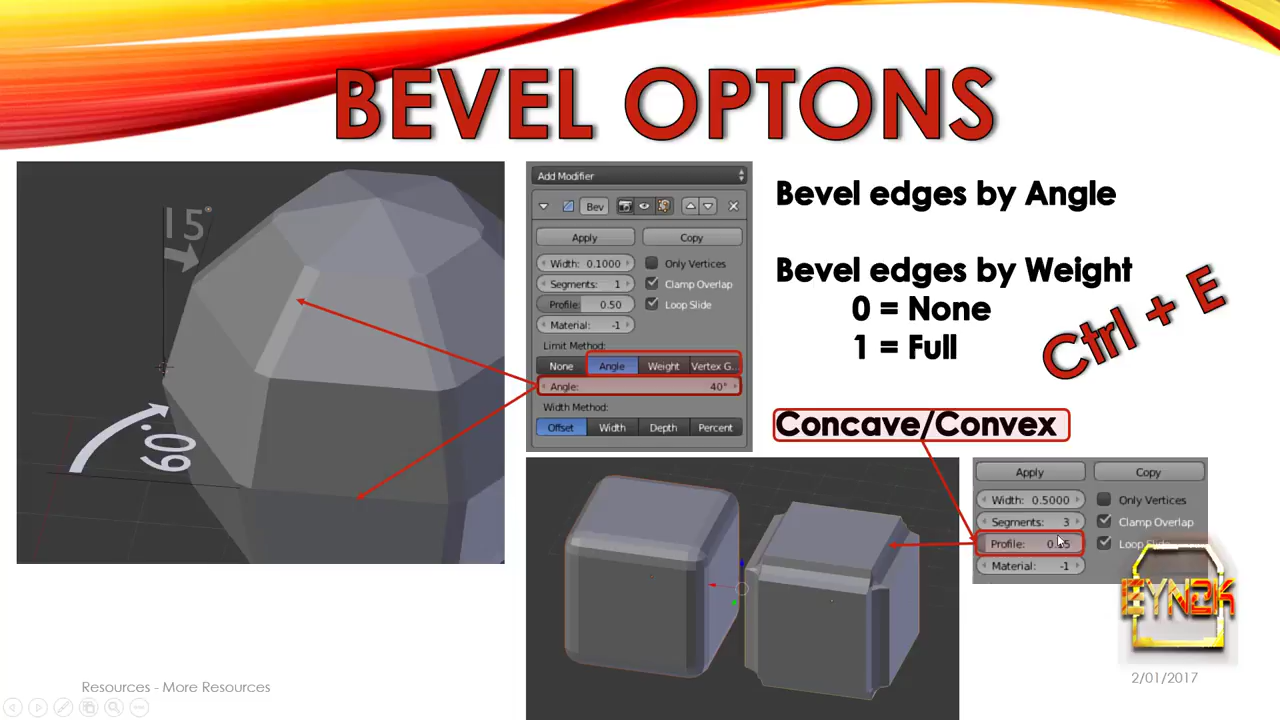 BEVEL OPTONS
15°
60°
Add Modifier
Bev
Apply Copy
Width: 0.1000 Only Vertices
Segments: 1 Clamp Overlap
Profile: 0.50 Loop Slide
Material: -1
Limit Method:
None Angle Weight Vertex G...
Angle: 40°
Width Method:
Offset Width Depth Percent
Bevel edges by Angle
Bevel edges by Weight
0 = None
1 = Full
Ctrl + E
Concave/Convex
Apply Copy
Width: 0.5000 Only Vertices
Segments: 3 Clamp Overlap
Profile: Loop Slide
Material: -1
EYN2K
Resources - More Resources
2/01/2017